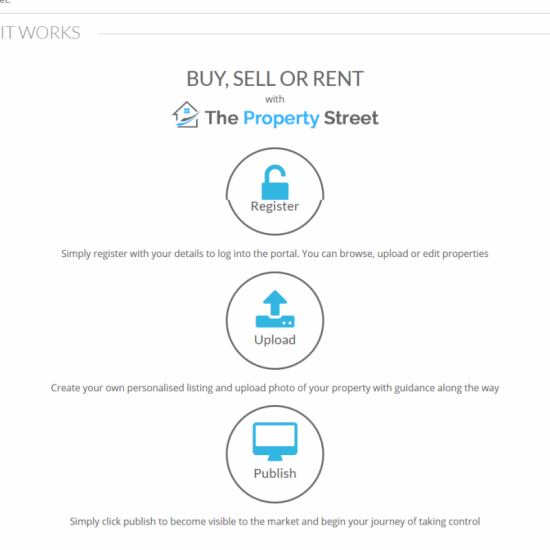 et.
IT WORKS
BUY, SELL OR RENT
with
The Property Street
Register
Simply register with your details to log into the portal. You can browse, upload or edit properties
Upload
Create your own personalised listing and upload photo of your property with guidance along the way
Publish
Simply click publish to become visible to the market and begin your journey of taking control